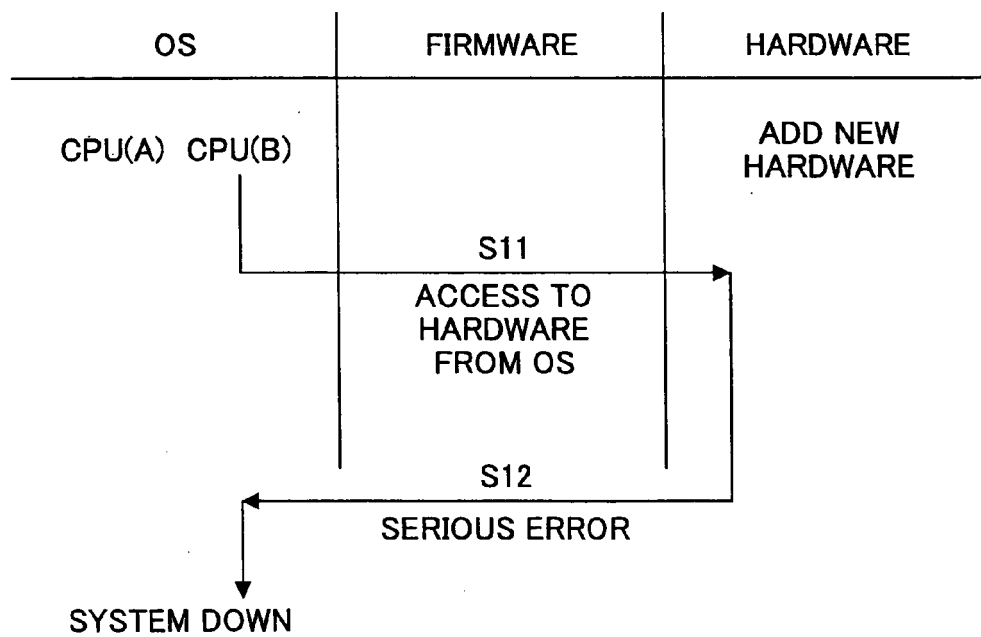 OS FIRMWARE HARDWARE
CPU(A) CPU(B)
ADD NEW
HARDWARE
S11
ACCESS TO
HARDWARE
FROM OS
S12
SERIOUS ERROR
SYSTEM DOWN